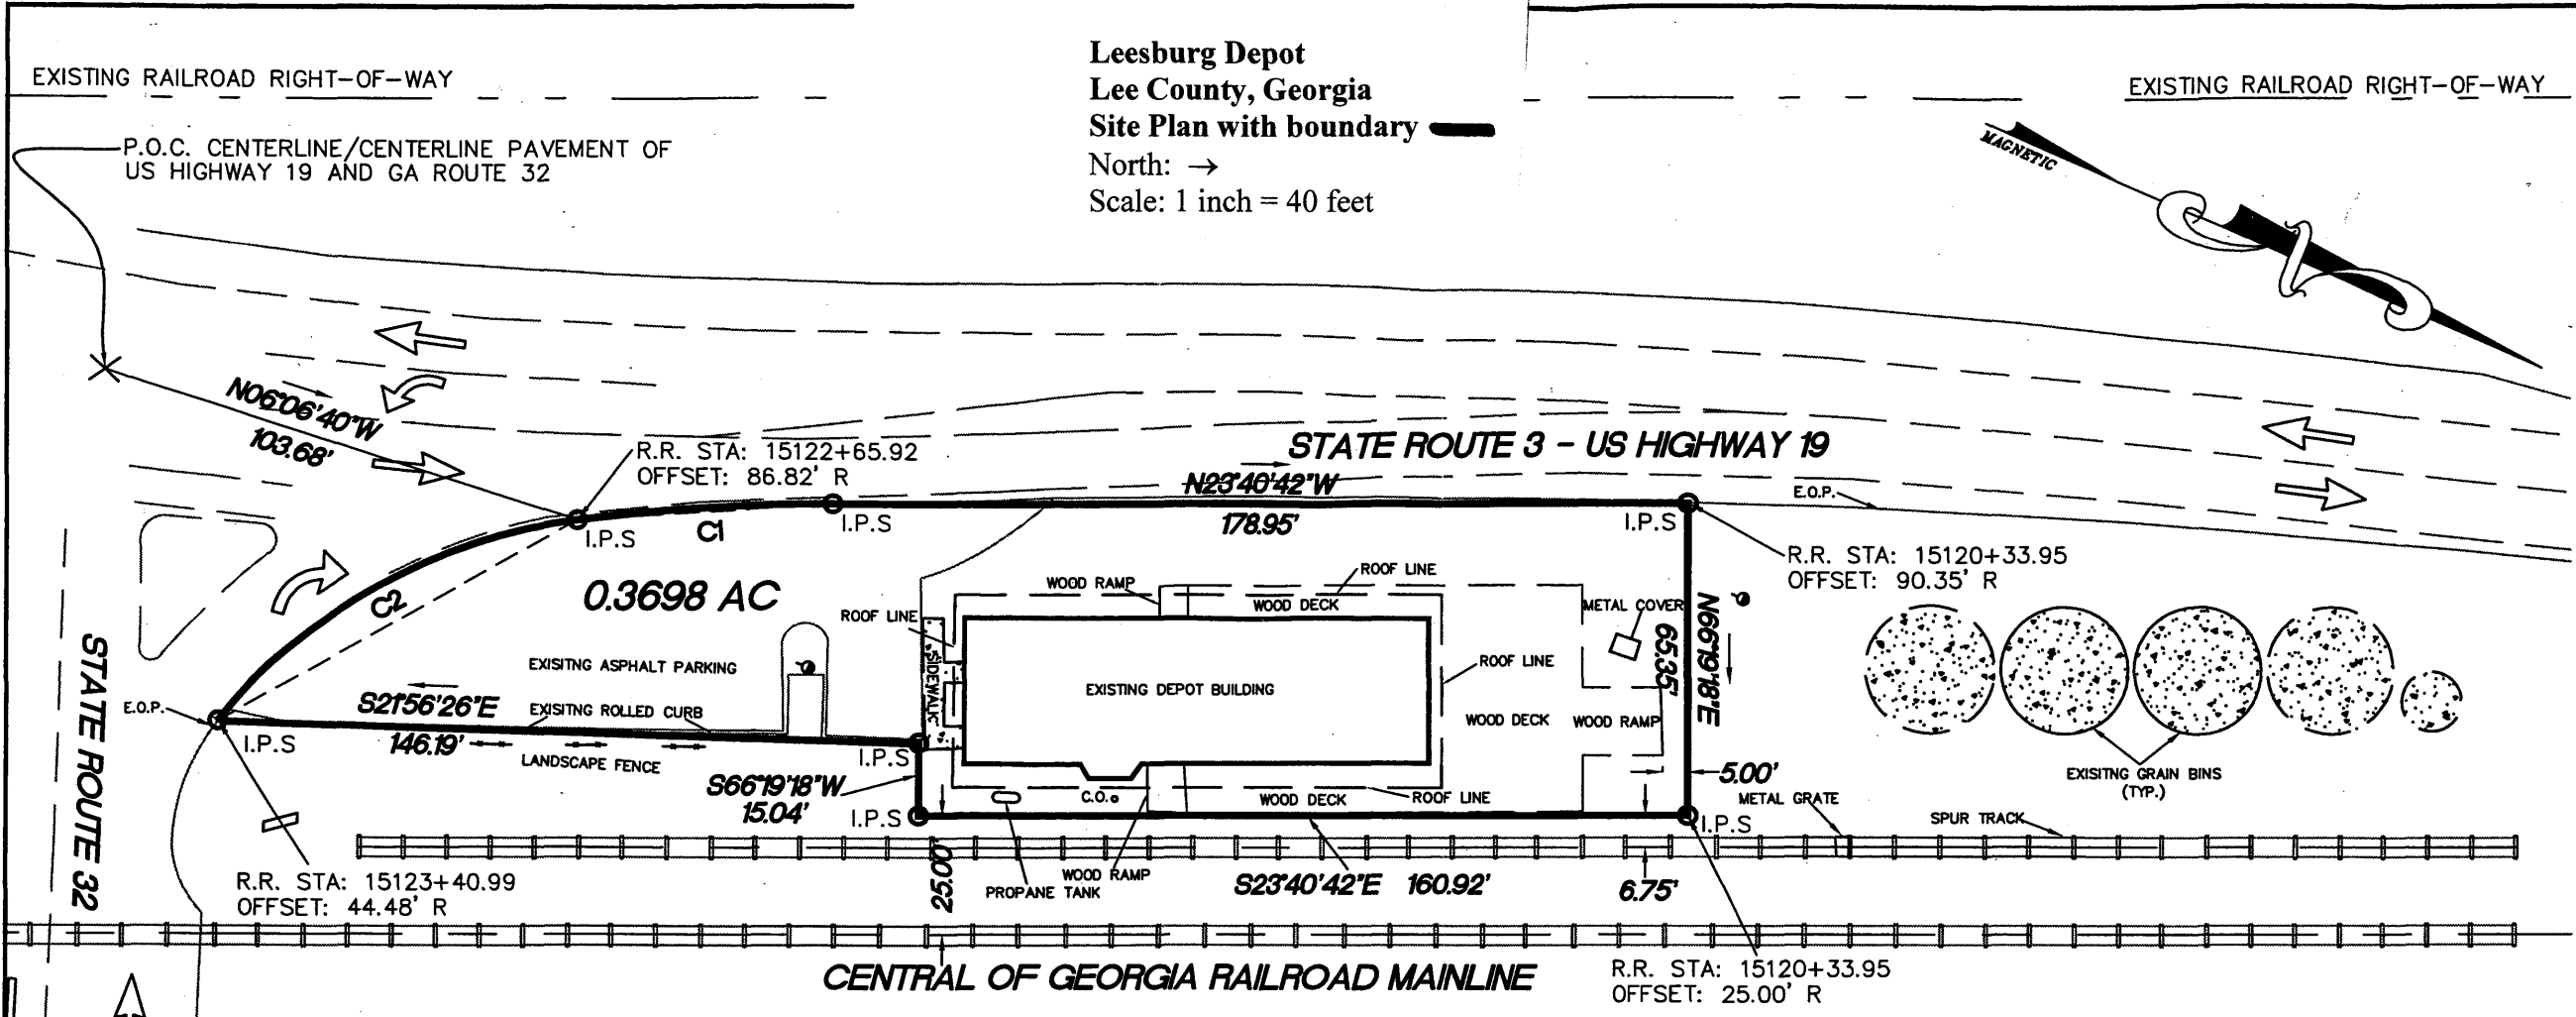 Leesburg Depot
Lee County, Georgia
Site Plan with boundary
North: →
Scale: 1 inch = 40 feet
EXISTING RAILROAD RIGHT-OF-WAY
EXISTING RAILROAD RIGHT-OF-WAY
P.O.C. CENTERLINE/CENTERLINE PAVEMENT OF
US HIGHWAY 19 AND GA ROUTE 32
MAGNETIC
N06°06'40"W
103.68'
R.R. STA: 15122+65.92
OFFSET: 86.82' R
STATE ROUTE 3 - US HIGHWAY 19
N23°40'42"W
178.95'
E.O.P.
I.P.S
C1
I.P.S
I.P.S
R.R. STA: 15120+33.95
OFFSET: 90.35' R
C2
0.3698 AC
WOOD RAMP
ROOF LINE
WOOD DECK
METAL COVER
N66°19'18"E
65.35'
ROOF LINE
SIDEWALK
EXISITNG ASPHALT PARKING
EXISTING DEPOT BUILDING
ROOF LINE
WOOD DECK
WOOD RAMP
STATE ROUTE 32
E.O.P.
S21°56'26"E
146.19'
EXISITNG ROLLED CURB
I.P.S
LANDSCAPE FENCE
I.P.S
S66°19'18"W
15.04'
I.P.S
C.O.
WOOD DECK
ROOF LINE
5.00'
METAL GRATE
I.P.S
EXISITNG GRAIN BINS
(TYP.)
SPUR TRACK
R.R. STA: 15123+40.99
OFFSET: 44.48' R
25.00'
PROPANE TANK
WOOD RAMP
S23°40'42"E 160.92'
6.75'
CENTRAL OF GEORGIA RAILROAD MAINLINE
R.R. STA: 15120+33.95
OFFSET: 25.00' R